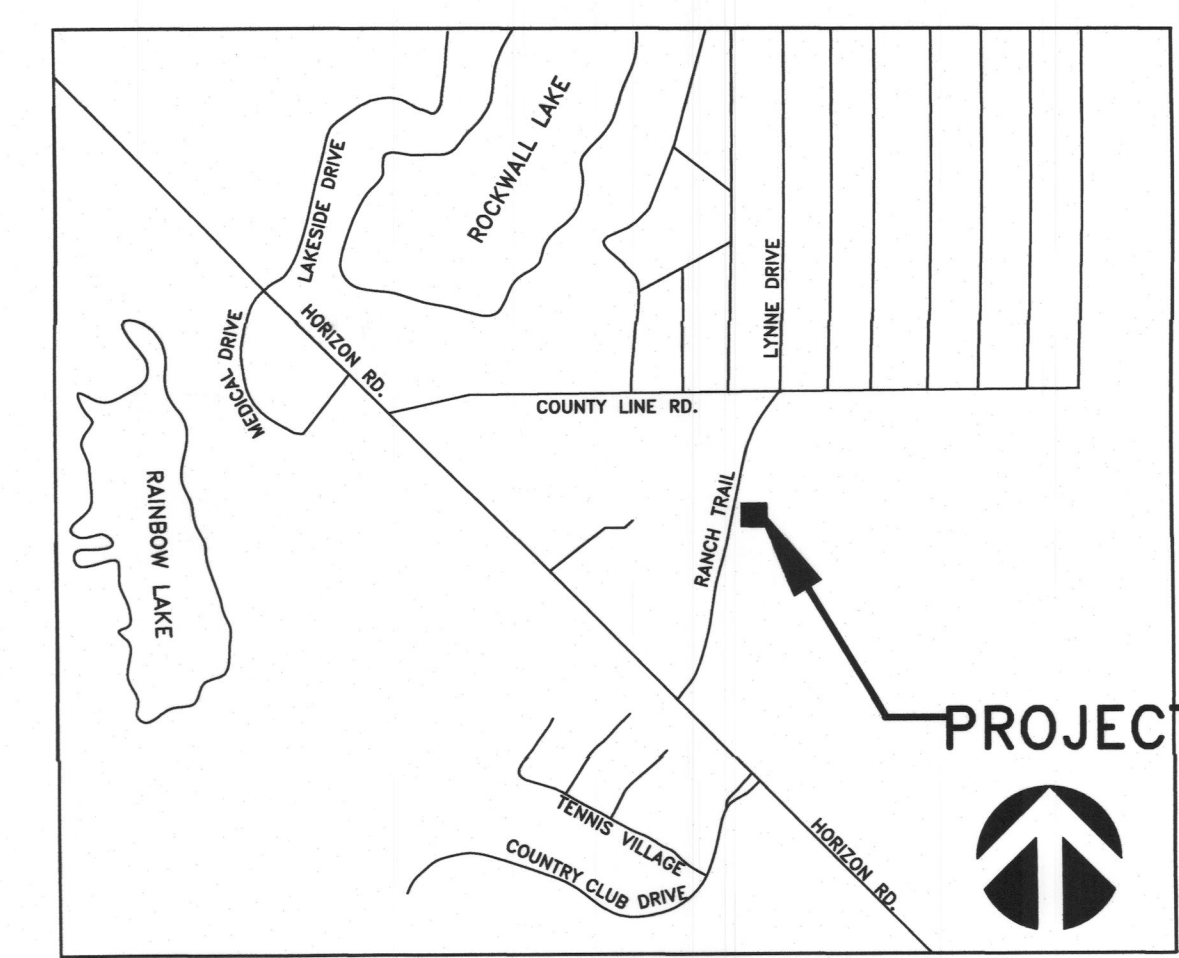 ROCKWALL LAKE
LAKESIDE DRIVE
LYNNE DRIVE
MEDICAL DRIVE
HORIZON RD.
COUNTY LINE RD.
RAINBOW LAKE
RANCH TRAIL
PROJECT
TENNIS VILLAGE
COUNTRY CLUB DRIVE
HORIZON RD.